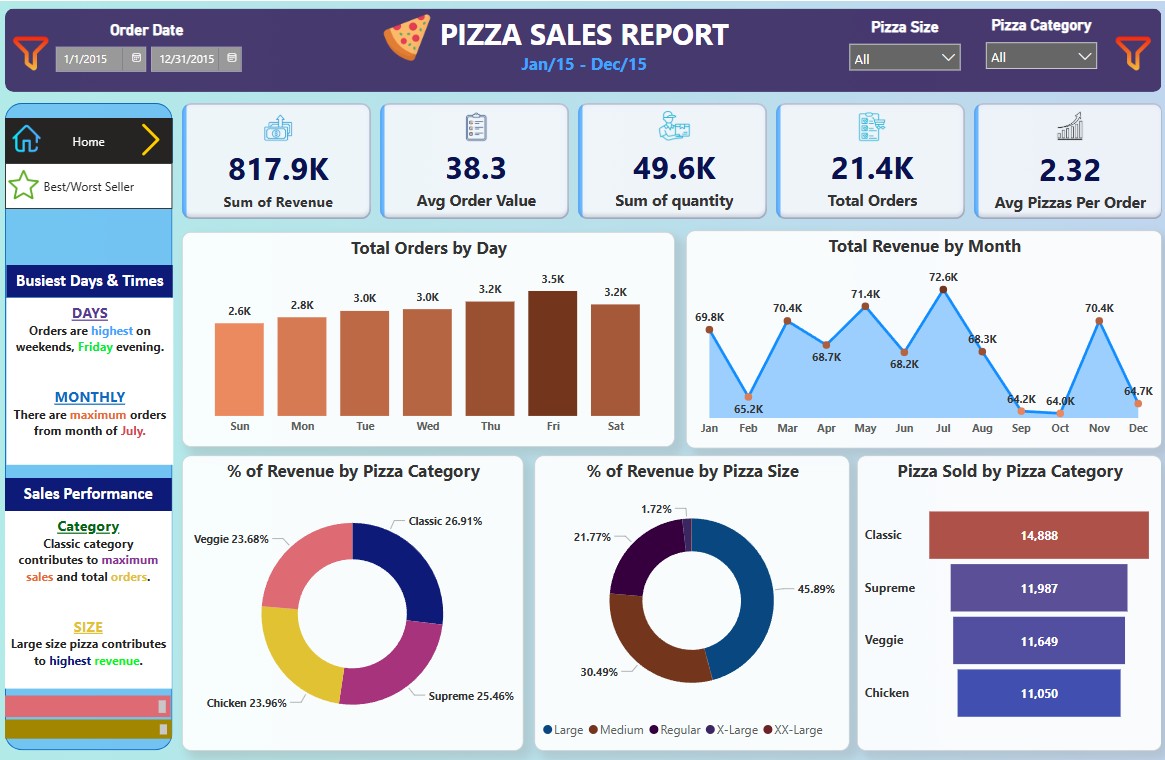 Order Date
1/1/2015
12/31/2015
PIZZA SALES REPORT
Jan/15 - Dec/15
Pizza Size
All
Pizza Category
All
Home
Best/Worst Seller
Busiest Days & Times
DAYS
Orders are highest on
weekends, Friday evening.
MONTHLY
There are maximum orders
from month of July.
Sales Performance
Category
Classic category
contributes to maximum
sales and total orders.
SIZE
Large size pizza contributes
to highest revenue.
817.9K
Sum of Revenue
38.3
Avg Order Value
49.6K
Sum of quantity
21.4K
Total Orders
2.32
Avg Pizzas Per Order
Total Orders by Day
2.6K 2.8K 3.0K 3.0K 3.2K 3.5K 3.2K
Sun Mon Tue Wed Thu Fri Sat
Total Revenue by Month
69.8K 65.2K 70.4K 68.7K 71.4K 68.2K 72.6K 68.3K 64.2K 64.0K 70.4K 64.7K
Jan Feb Mar Apr May Jun Jul Aug Sep Oct Nov Dec
% of Revenue by Pizza Category
Classic 26.91%
Veggie 23.68%
Supreme 25.46%
Chicken 23.96%
% of Revenue by Pizza Size
1.72%
21.77%
45.89%
30.49%
Large Medium Regular X-Large XX-Large
Pizza Sold by Pizza Category
Classic 14,888
Supreme 11,987
Veggie 11,649
Chicken 11,050